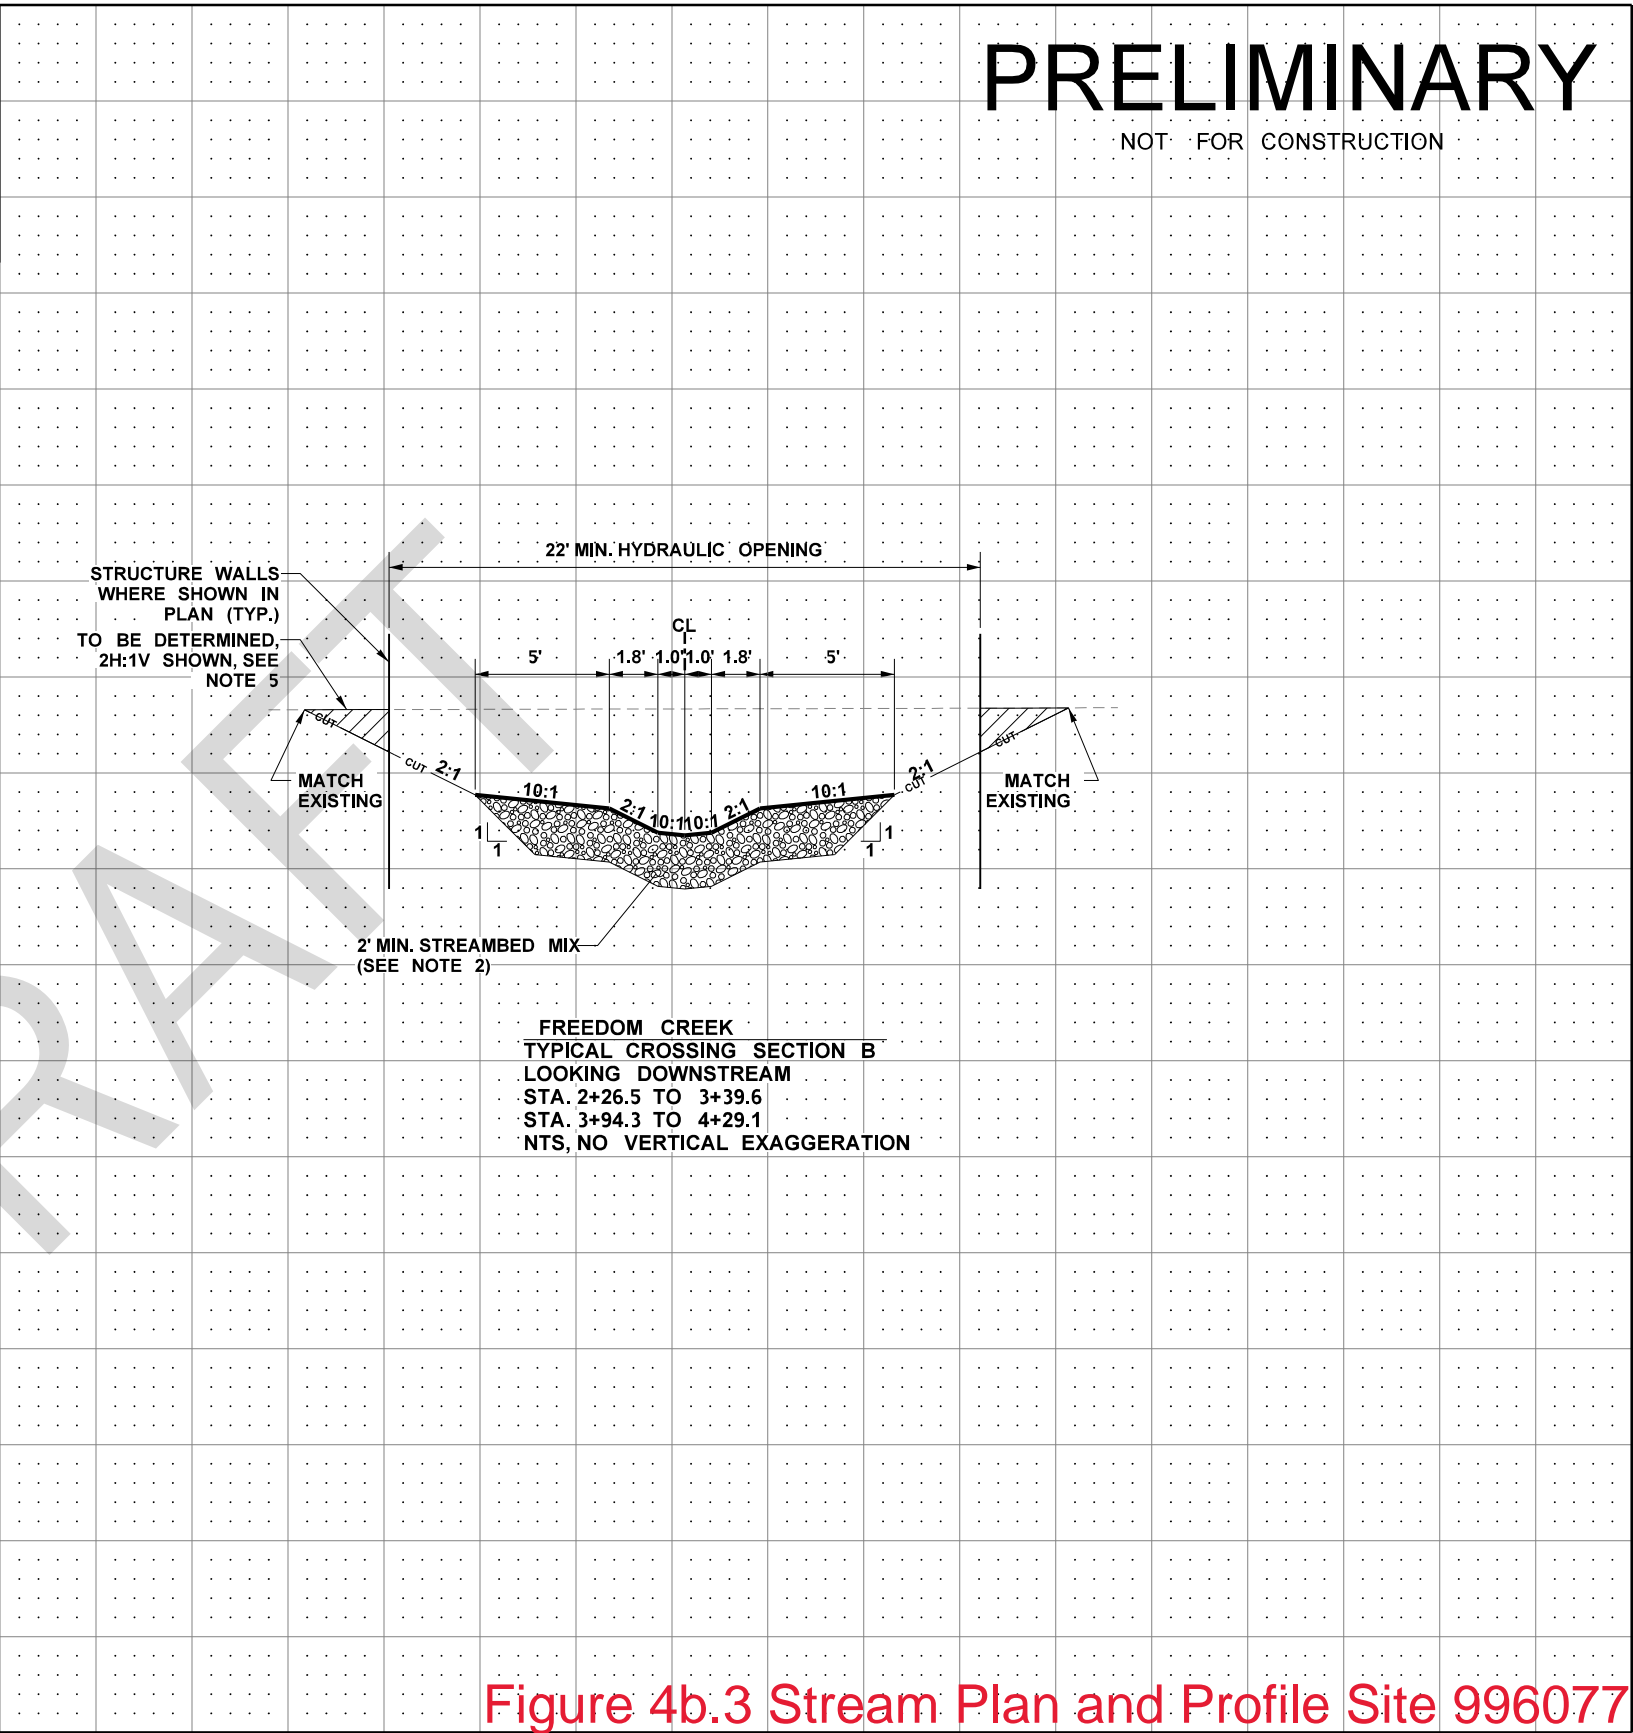 PRELIMINARY
NOT FOR CONSTRUCTION
22' MIN. HYDRAULIC OPENING
STRUCTURE WALLS
WHERE SHOWN IN
PLAN (TYP.)
TO BE DETERMINED,
2H:1V SHOWN, SEE
NOTE 5
CL
5' 1.8' 1.0' 1.0' 1.8' 5'
CUT CUT
CUT 2:1 2:1 CUT
MATCH
EXISTING
MATCH
EXISTING
10:1 2:1 10:1 10:1 2:1 10:1
1 1
1 1
2' MIN. STREAMBED MIX
(SEE NOTE 2)
FREEDOM CREEK
TYPICAL CROSSING SECTION B
LOOKING DOWNSTREAM
STA. 2+26.5 TO 3+39.6
STA. 3+94.3 TO 4+29.1
NTS, NO VERTICAL EXAGGERATION
RAFT
Figure 4b.3 Stream Plan and Profile Site 996077